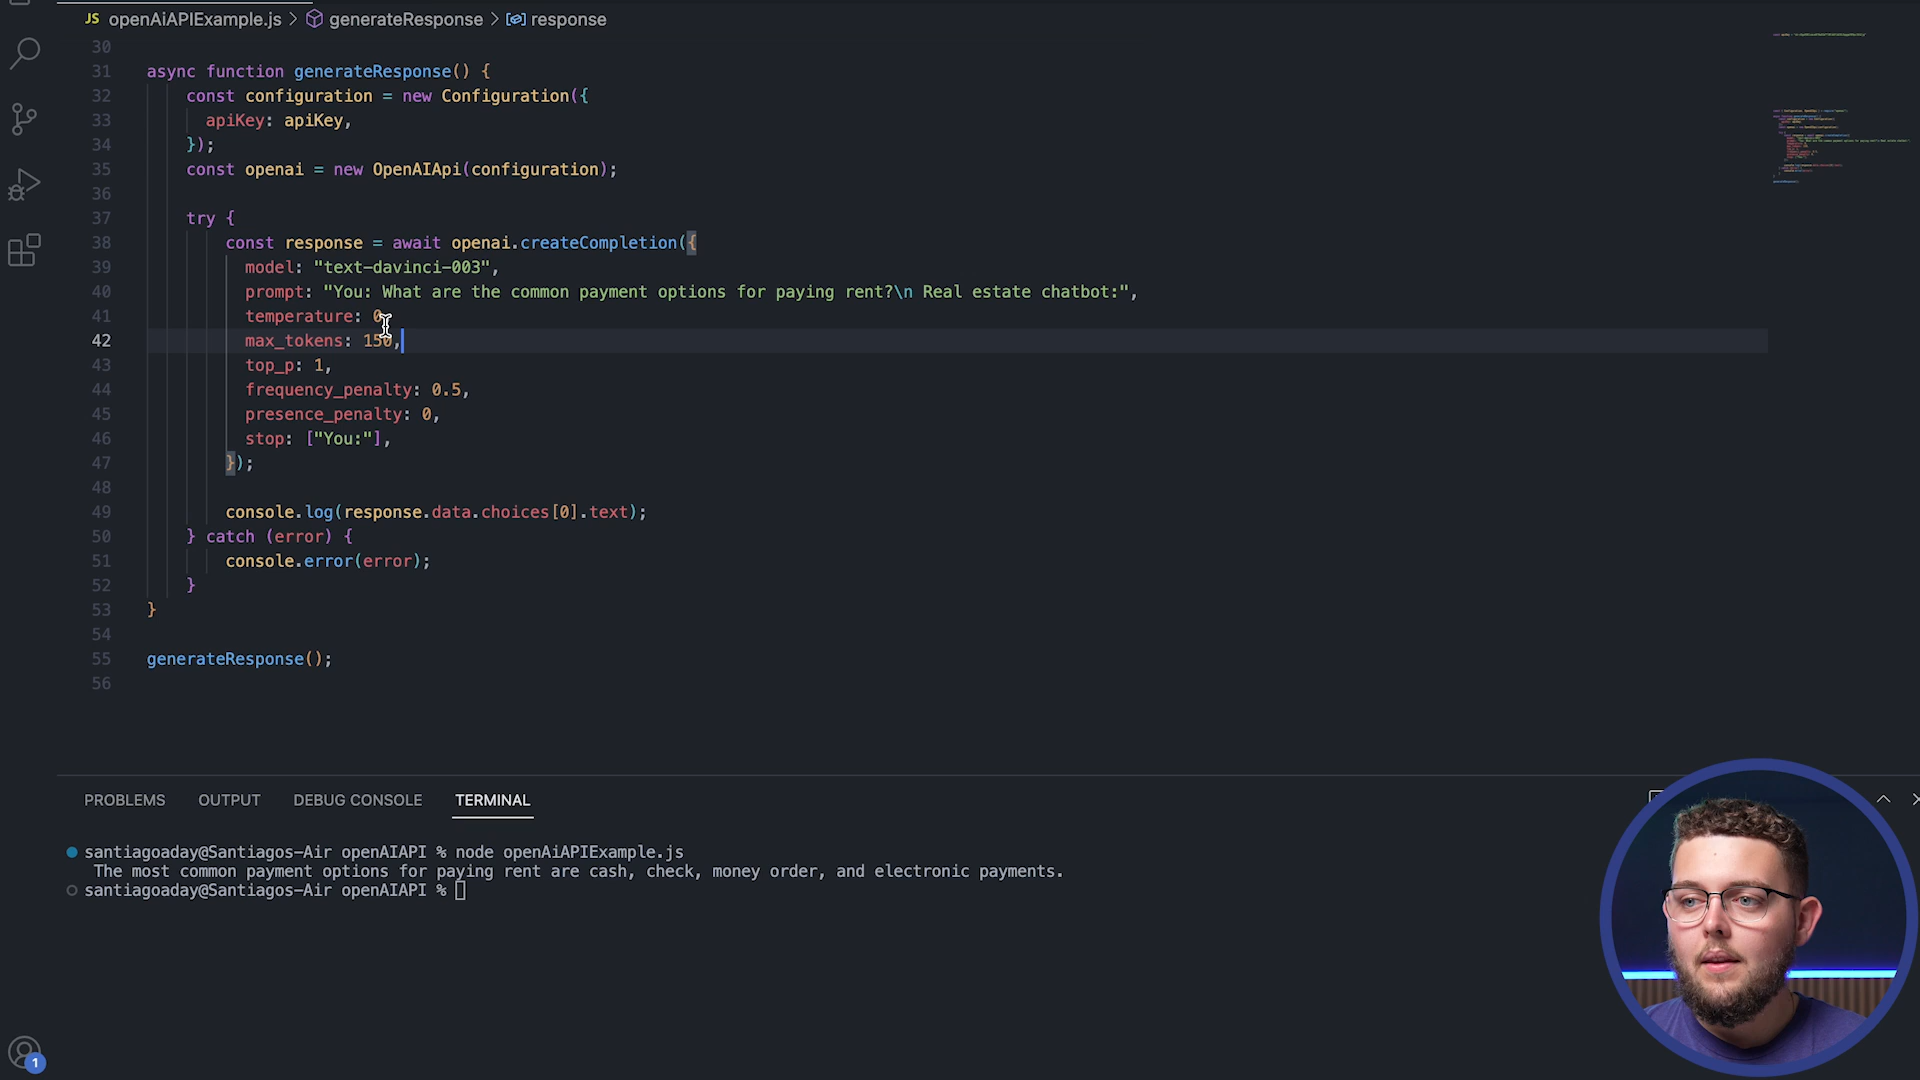 JS openAiAPIExample.js > generateResponse > response
30
31 async function generateResponse() {
32 const configuration = new Configuration({
33 apiKey: apiKey,
34 });
35 const openai = new OpenAIApi(configuration);
36
37 try {
38 const response = await openai.createCompletion({
39 model: "text-davinci-003",
40 prompt: "You: What are the common payment options for paying rent?\n Real estate chatbot:",
41 temperature: 0,
42 max_tokens: 150,
43 top_p: 1,
44 frequency_penalty: 0.5,
45 presence_penalty: 0,
46 stop: ["You:"],
47 });
48
49 console.log(response.data.choices[0].text);
50 } catch (error) {
51 console.error(error);
52 }
53 }
54
55 generateResponse();
56
PROBLEMS OUTPUT DEBUG CONSOLE TERMINAL
santiagoaday@Santiagos-Air openAIAPI % node openAiAPIExample.js
The most common payment options for paying rent are cash, check, money order, and electronic payments.
santiagoaday@Santiagos-Air openAIAPI %
1